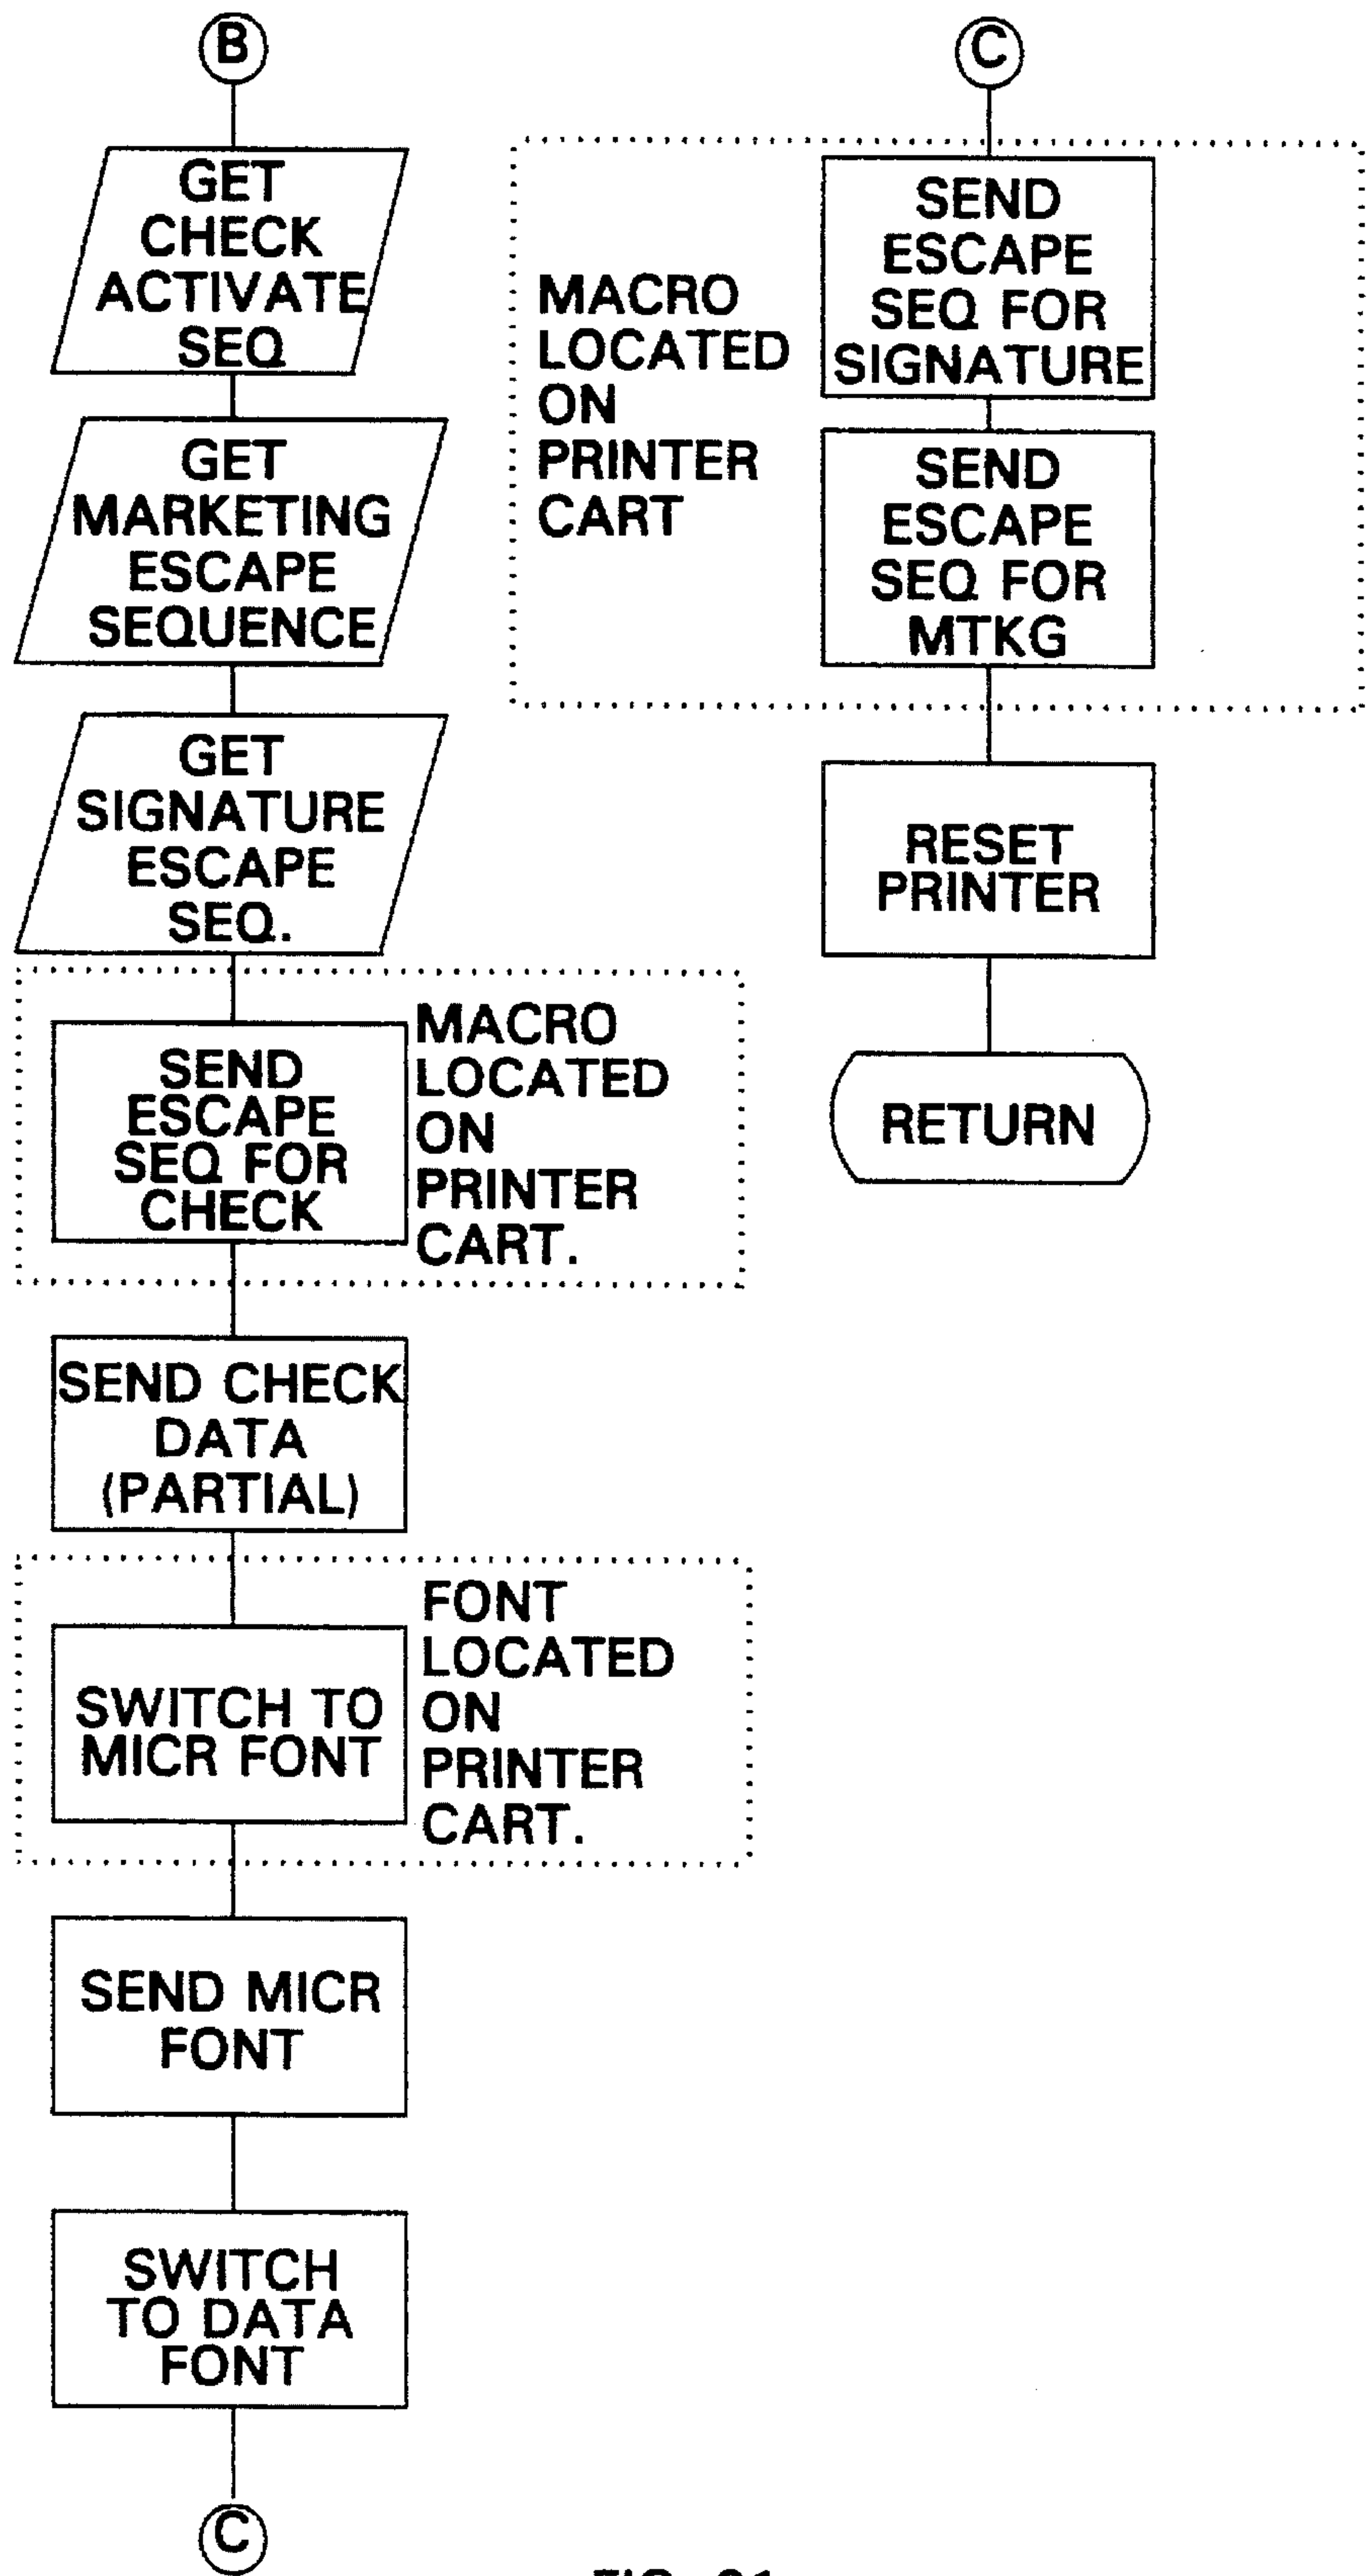 B
GET
CHECK
ACTIVATE
SEQ
GET
MARKETING
ESCAPE
SEQUENCE
GET
SIGNATURE
ESCAPE
SEQ.
SEND
ESCAPE
SEQ FOR
CHECK
MACRO
LOCATED
ON
PRINTER
CART.
SEND CHECK
DATA
(PARTIAL)
SWITCH TO
MICR FONT
FONT
LOCATED
ON
PRINTER
CART.
SEND MICR
FONT
SWITCH
TO DATA
FONT
C
C
MACRO
LOCATED
ON
PRINTER
CART
SEND
ESCAPE
SEQ FOR
SIGNATURE
SEND
ESCAPE
SEQ FOR
MTKG
RESET
PRINTER
RETURN